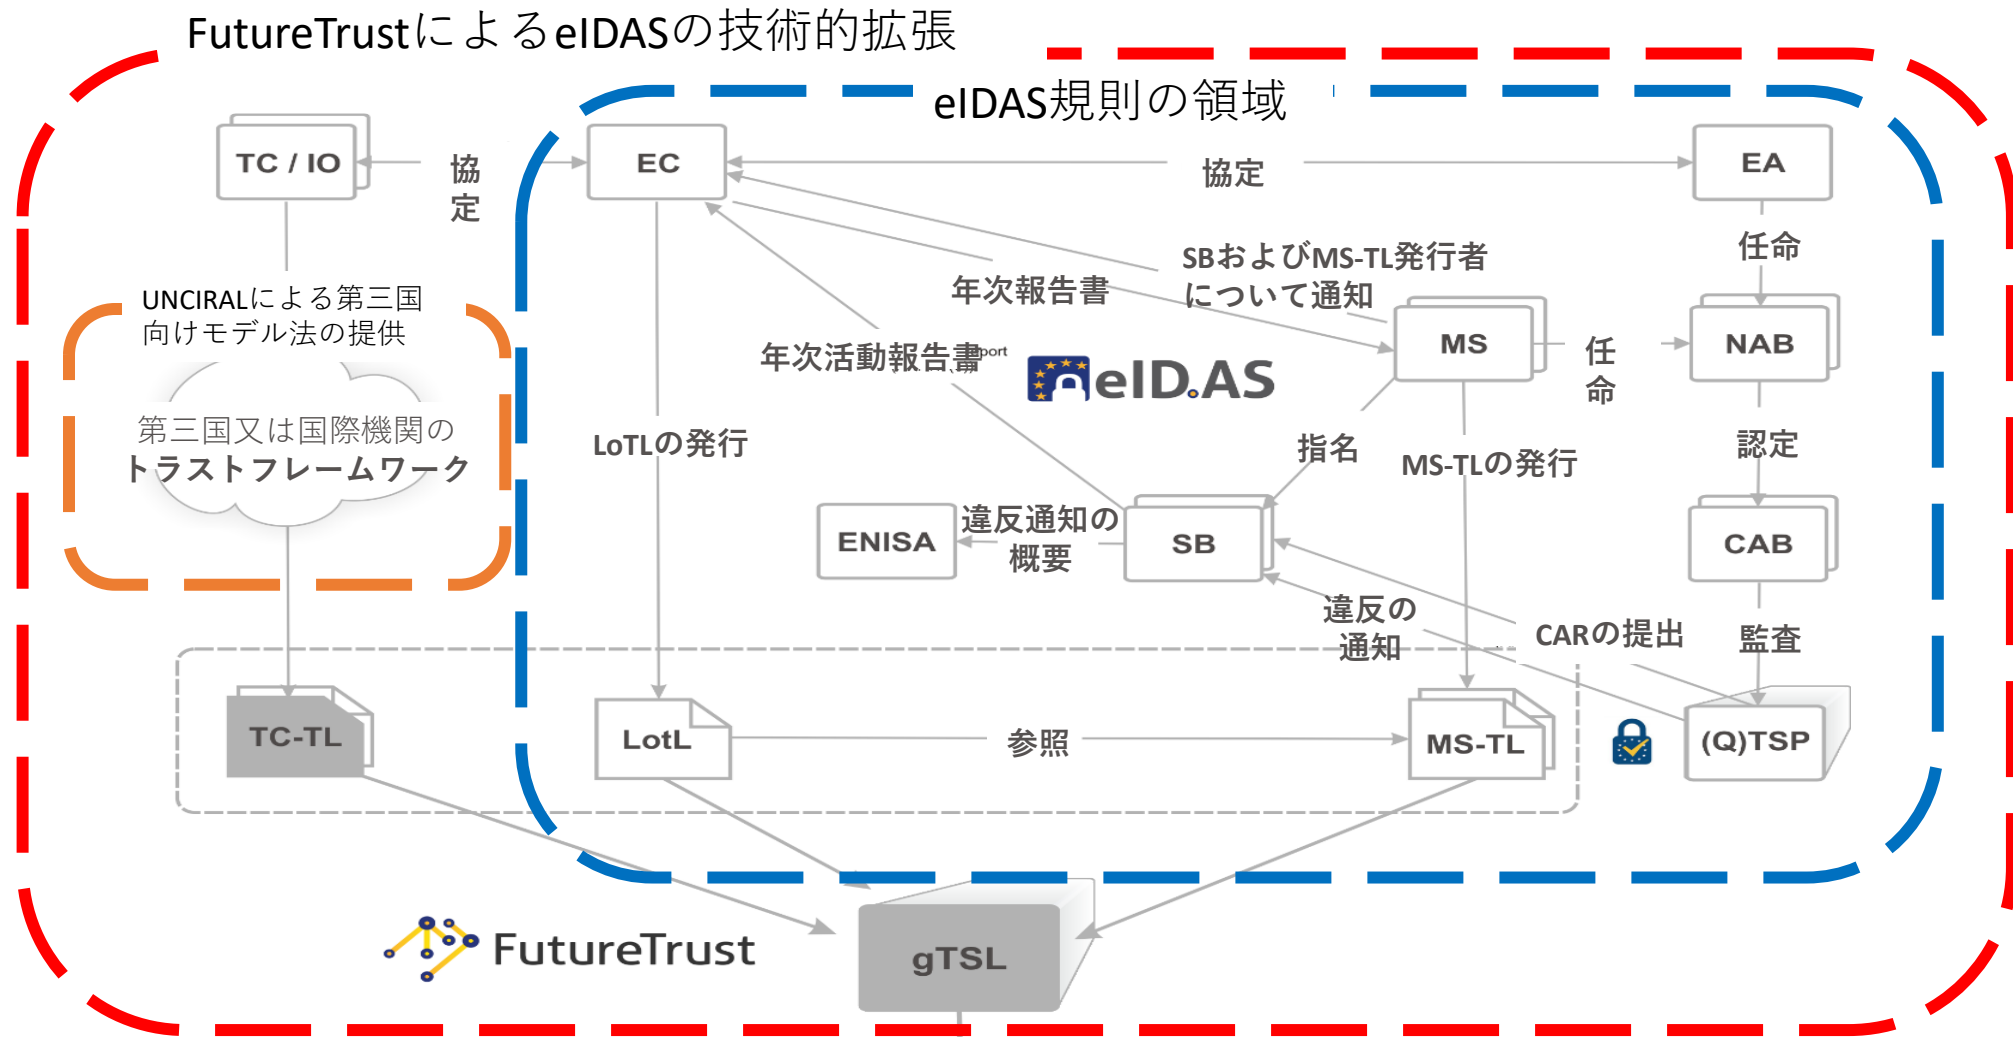 FutureTrustによるeIDASの技術的拡張
eIDAS規則の領域
TC / IO
協
定
EC
協定
EA
任命
SBおよびMS-TL発行者
について通知
年次報告書
UNCIRALによる第三国
向けモデル法の提供
年次活動報告書
port
eID.AS
MS
任
命
NAB
第三国又は国際機関の
トラストフレームワーク
LoTLの発行
指名
MS-TLの発行
認定
ENISA
違反通知の
概要
SB
CAB
違反の
通知
CARの提出
監査
TC-TL
LotL
参照
MS-TL
(Q)TSP
FutureTrust
gTSL